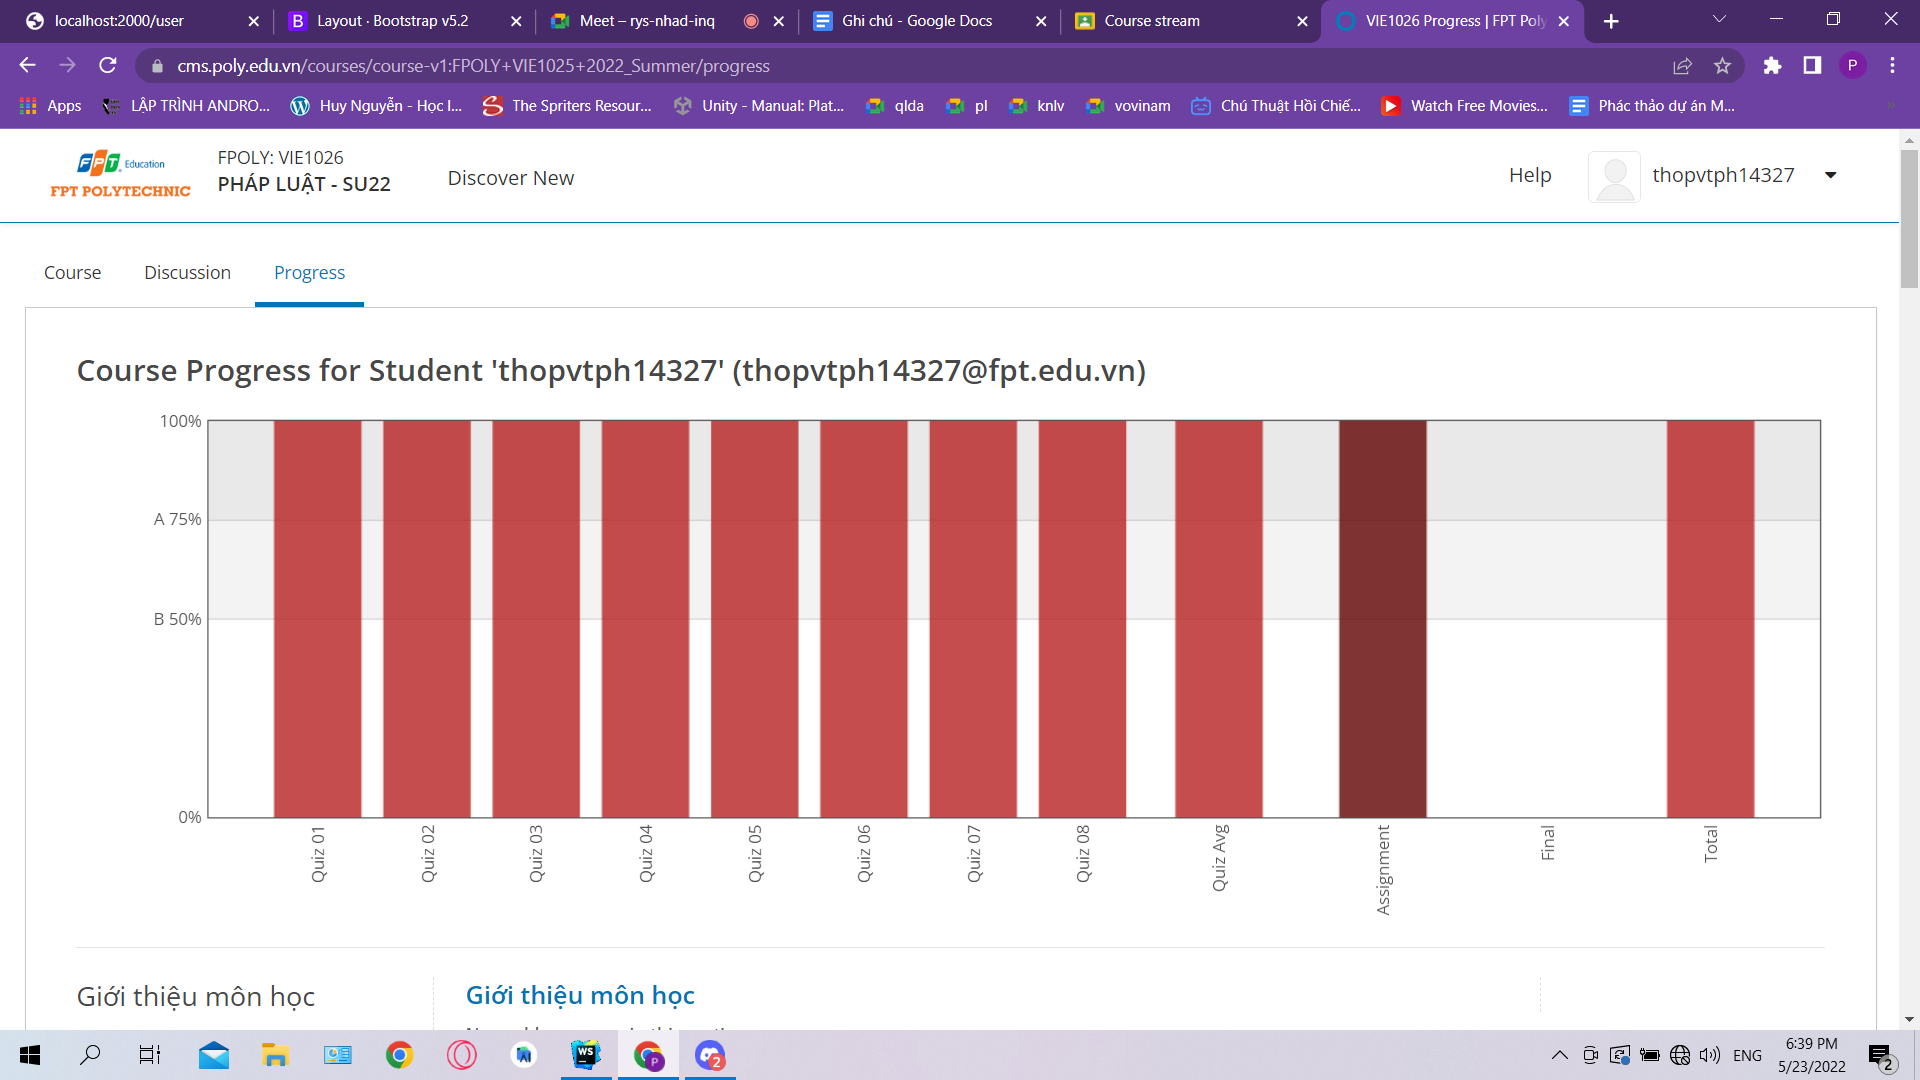 localhost:2000/user
Layout · Bootstrap v5.2
Meet – rys-nhad-inq
Ghi chú - Google Docs
Course stream
VIE1026 Progress | FPT Poly
cms.poly.edu.vn/courses/course-v1:FPOLY+VIE1025+2022_Summer/progress
P
Apps
LẬP TRÌNH ANDRO...
Huy Nguyễn - Học l...
The Spriters Resour...
Unity - Manual: Plat...
qlda
pl
knlv
vovinam
Chú Thuật Hồi Chiế...
Watch Free Movies...
Phác thảo dự án M...
FPT Education
FPT POLYTECHNIC
FPOLY: VIE1026
PHÁP LUẬT - SU22
Discover New
Help
thopvtph14327
Course
Discussion
Progress
Course Progress for Student 'thopvtph14327' (thopvtph14327@fpt.edu.vn)
100%
A 75%
B 50%
0%
Quiz 01
Quiz 02
Quiz 03
Quiz 04
Quiz 05
Quiz 06
Quiz 07
Quiz 08
Quiz Avg
Assignment
Final
Total
Giới thiệu môn học
Giới thiệu môn học
WS
P
2
ENG
6:39 PM
5/23/2022
2